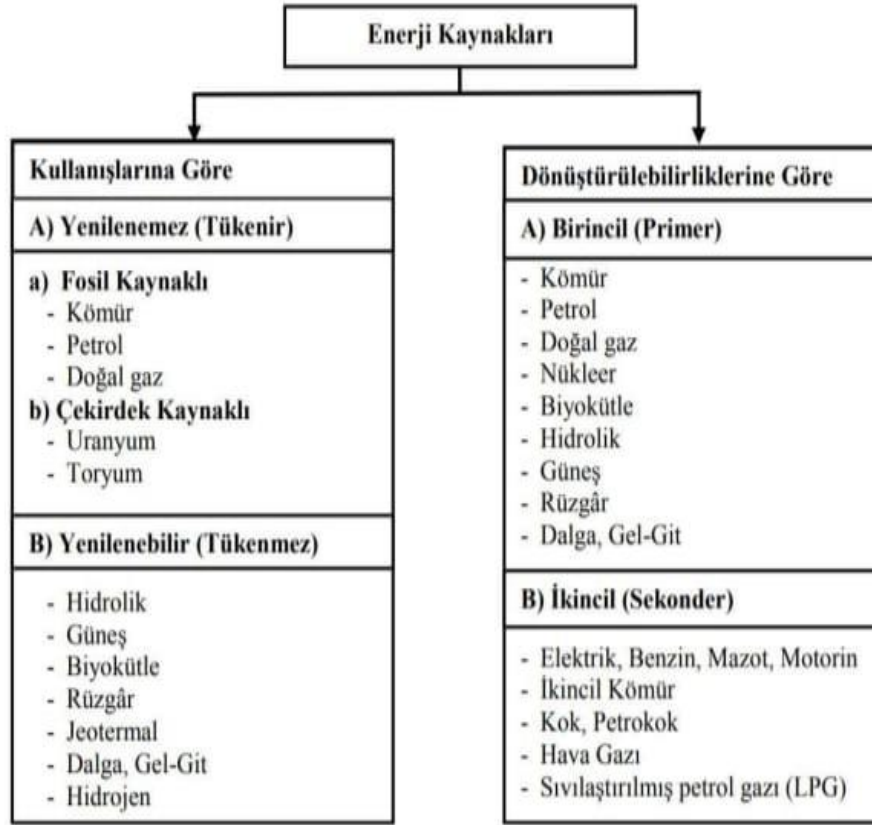 Enerji Kaynakları
Kullanışlarına Göre
A) Yenilenemez (Tükenir)
a) Fosil Kaynaklı
- Kömür
- Petrol
- Doğal gaz
b) Çekirdek Kaynaklı
- Uranyum
- Toryum
B) Yenilenebilir (Tükenmez)
- Hidrolik
- Güneş
- Biyokütle
- Rüzgâr
- Jeotermal
- Dalga, Gel-Git
- Hidrojen
Dönüştürülebilirliklerine Göre
A) Birincil (Primer)
- Kömür
- Petrol
- Doğal gaz
- Nükleer
- Biyokütle
- Hidrolik
- Güneş
- Rüzgâr
- Dalga, Gel-Git
B) İkincil (Sekonder)
- Elektrik, Benzin, Mazot, Motorin
- İkincil Kömür
- Kok, Petrokok
- Hava Gazı
- Sıvılaştırılmış petrol gazı (LPG)